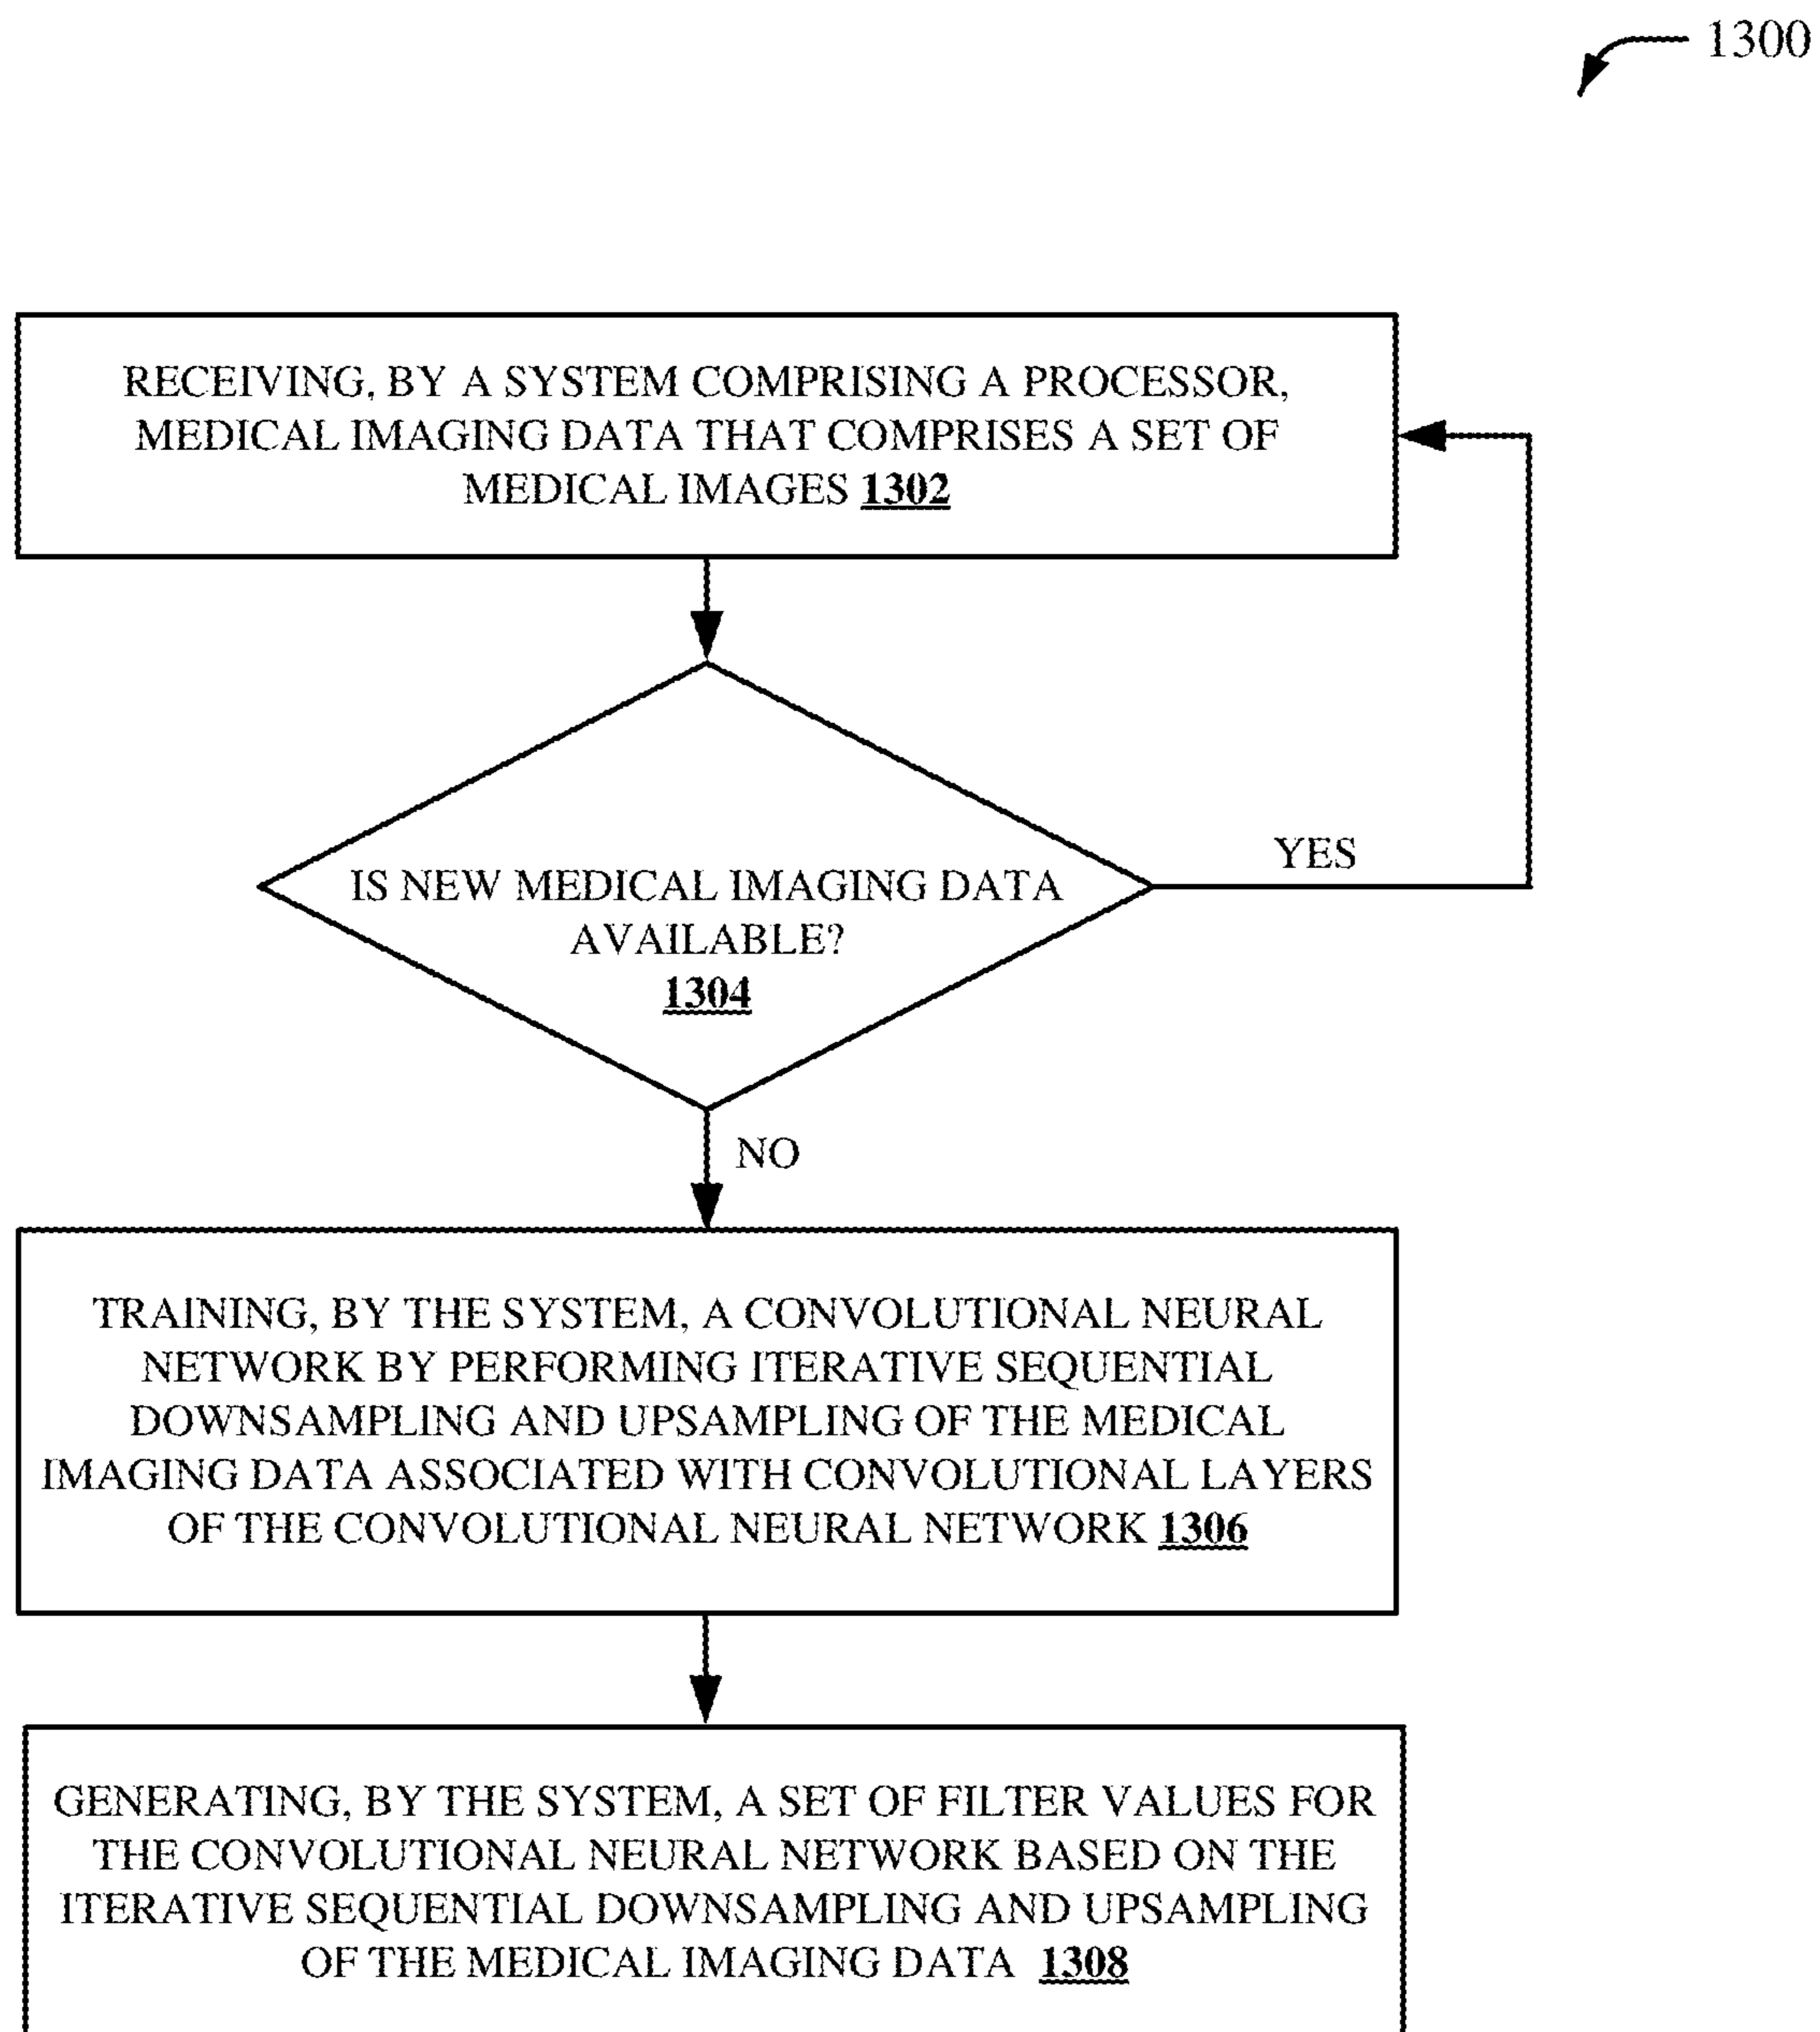 1300
RECEIVING, BY A SYSTEM COMPRISING A PROCESSOR,
MEDICAL IMAGING DATA THAT COMPRISES A SET OF
MEDICAL IMAGES 1302
IS NEW MEDICAL IMAGING DATA
AVAILABLE?
1304
YES
NO
TRAINING, BY THE SYSTEM, A CONVOLUTIONAL NEURAL
NETWORK BY PERFORMING ITERATIVE SEQUENTIAL
DOWNSAMPLING AND UPSAMPLING OF THE MEDICAL
IMAGING DATA ASSOCIATED WITH CONVOLUTIONAL LAYERS
OF THE CONVOLUTIONAL NEURAL NETWORK 1306
GENERATING, BY THE SYSTEM, A SET OF FILTER VALUES FOR
THE CONVOLUTIONAL NEURAL NETWORK BASED ON THE
ITERATIVE SEQUENTIAL DOWNSAMPLING AND UPSAMPLING
OF THE MEDICAL IMAGING DATA 1308